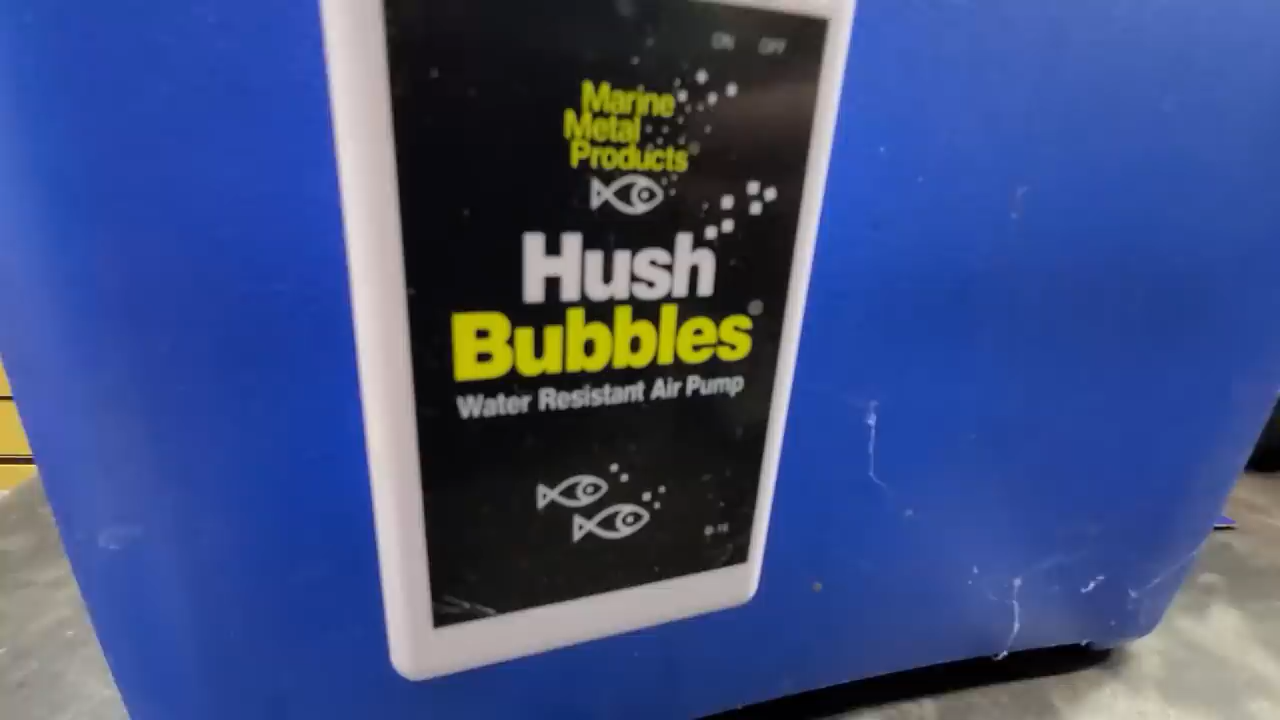 ON OFF
Marine
Metal
Products
Hush
Bubbles
Water Resistant Air Pump